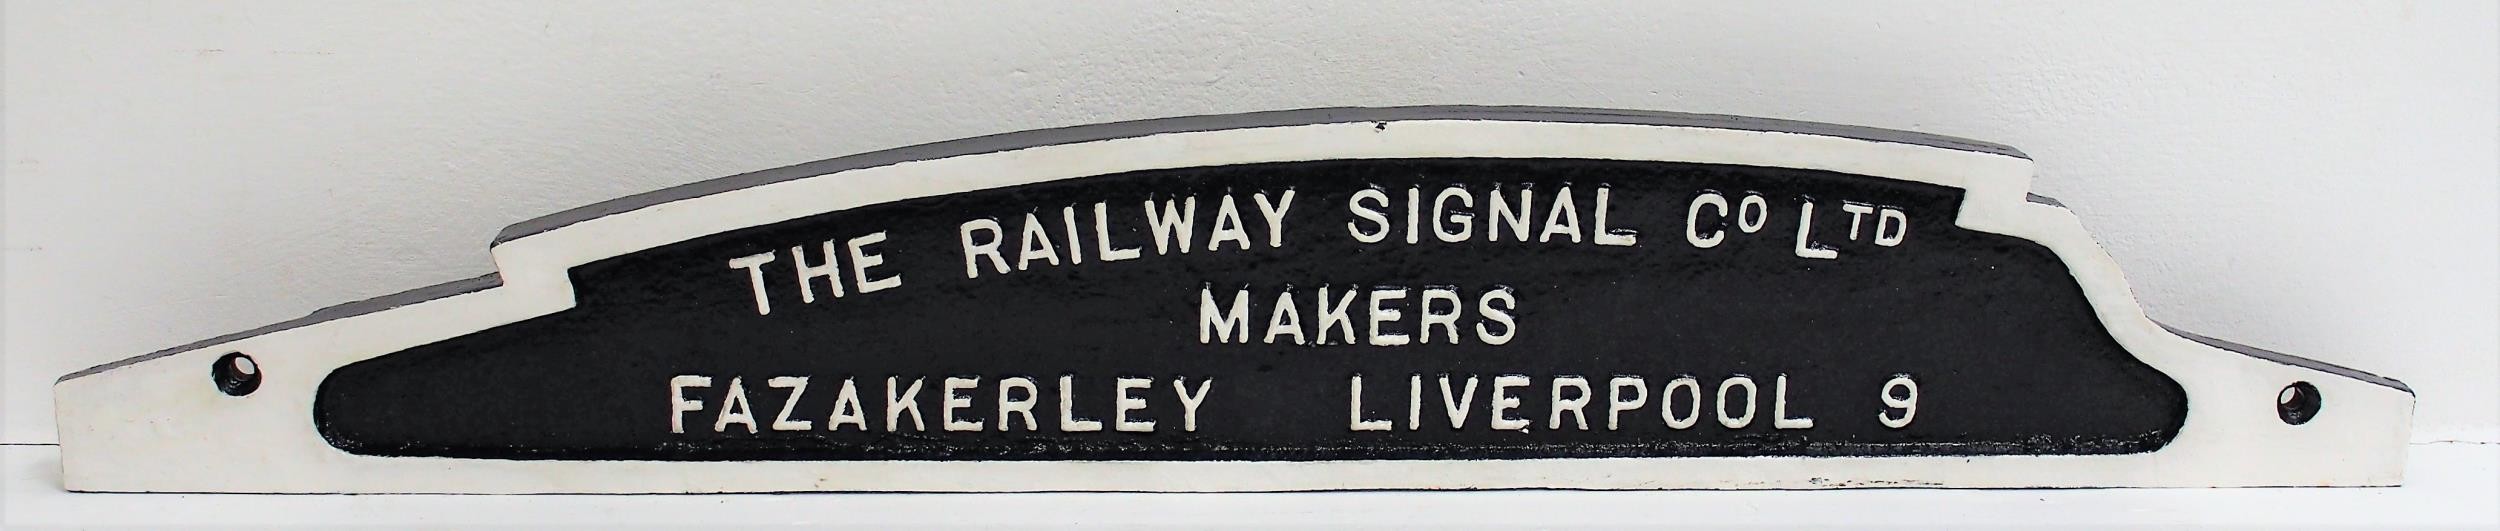 THE RAILWAY SIGNAL CO LTD
MAKERS
FAZAKERLEY LIVERPOOL 9